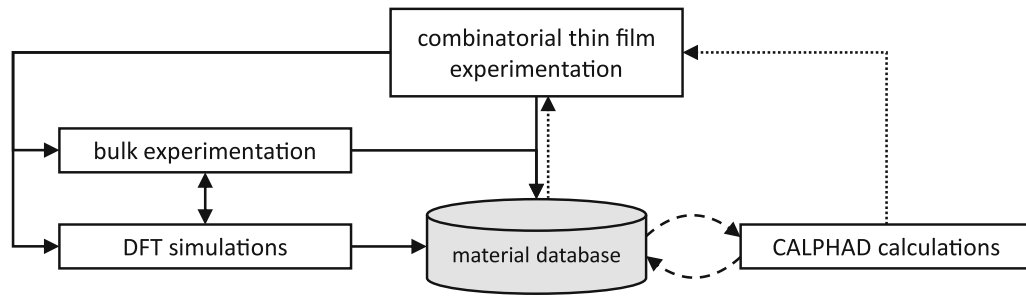 combinatorial thin film
experimentation
bulk experimentation
DFT simulations
material database
CALPHAD calculations